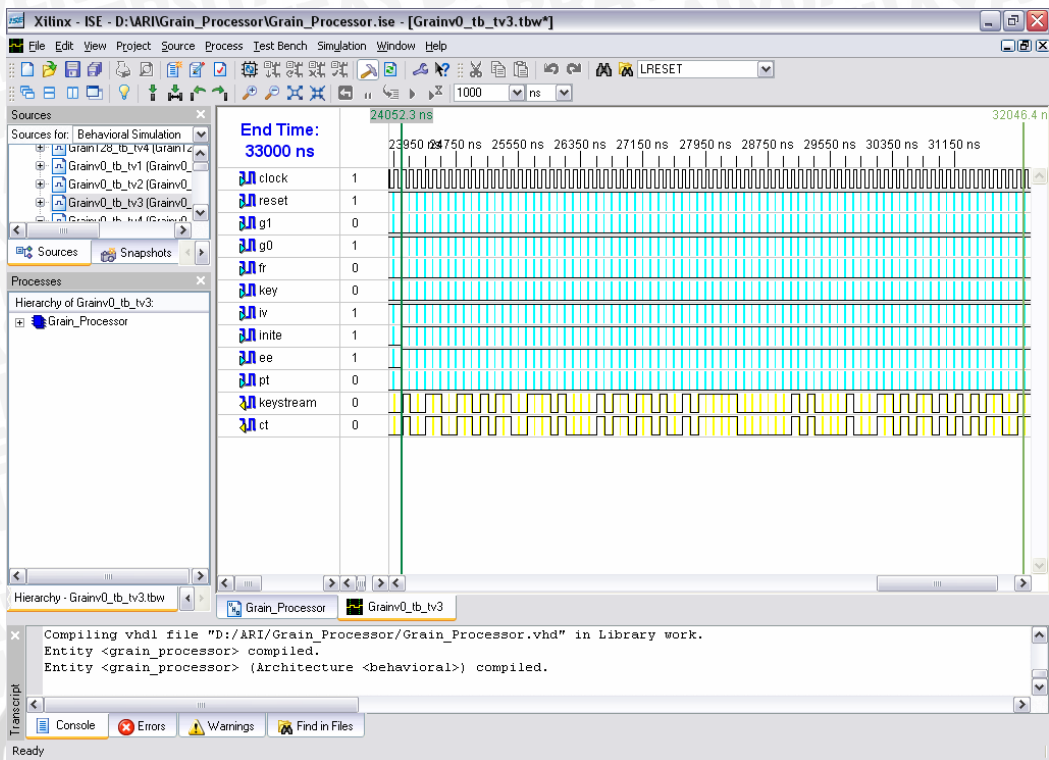 Xilinx - ISE - D:\ARI\Grain_Processor\Grain_Processor.ise - [Grainv0_tb_tv3.tbw*]
File Edit View Project Source Process Test Bench Simulation Window Help
LRESET
1000 ns
Sources
Sources for: Behavioral Simulation
Grain128_tb_tv4 (Grain12
Grainv0_tb_tv1 (Grainv0_
Grainv0_tb_tv2 (Grainv0_
Grainv0_tb_tv3 (Grainv0_
Grainv0_tb_tv4 (Grainv0_
Sources Snapshots
Processes
Hierarchy of Grainv0_tb_tv3:
Grain_Processor
Hierarchy - Grainv0_tb_tv3.tbw
24052.3 ns 32046.4 n
End Time:
33000 ns
23950 24750 ns 25550 ns 26350 ns 27150 ns 27950 ns 28750 ns 29550 ns 30350 ns 31150 ns
clock 1
reset 1
g1 0
g0 1
fr 0
key 0
iv 1
inite 1
ee 1
pt 0
keystream 0
ct 0
Grain_Processor Grainv0_tb_tv3
Compiling vhdl file "D:/ARI/Grain_Processor/Grain_Processor.vhd" in Library work.
Entity <grain_processor> compiled.
Entity <grain_processor> (Architecture <behavioral>) compiled.
Transcript
Console Errors Warnings Find in Files
Ready